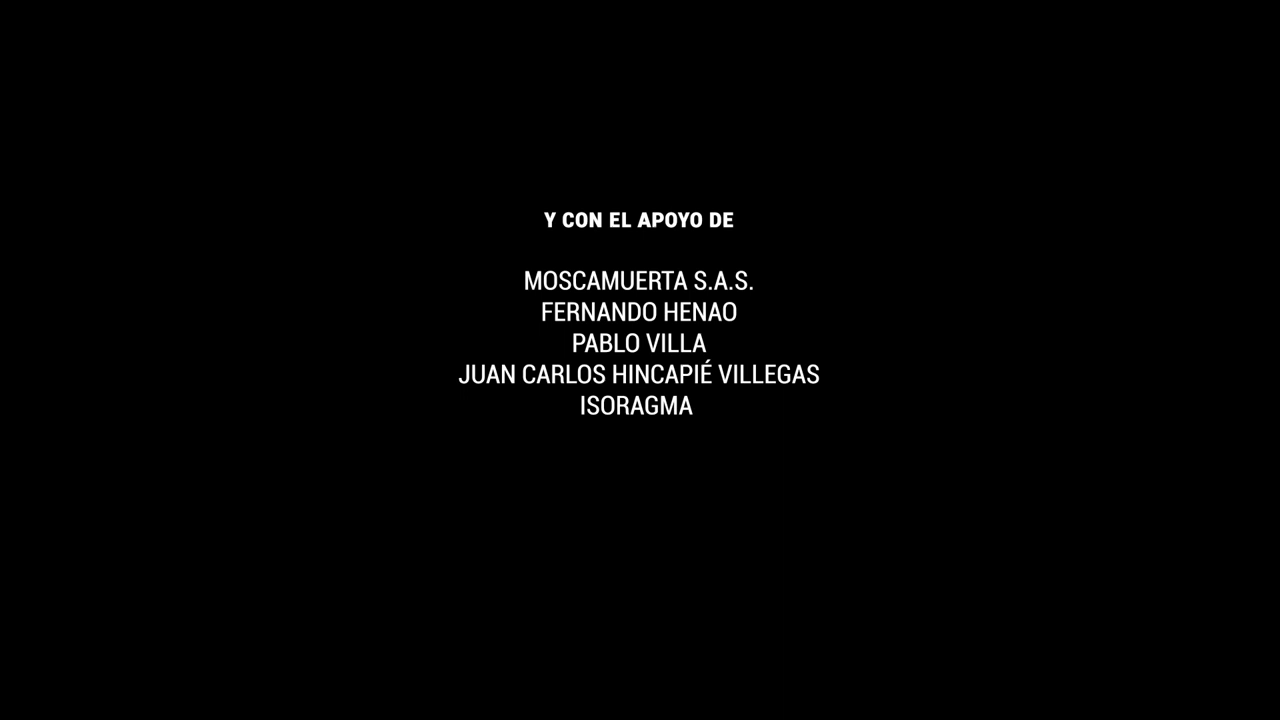 Y CON EL APOYO DE
MOSCAMUERTA S.A.S.
FERNANDO HENAO
PABLO VILLA
JUAN CARLOS HINCAPIÉ VILLEGAS
ISORAGMA